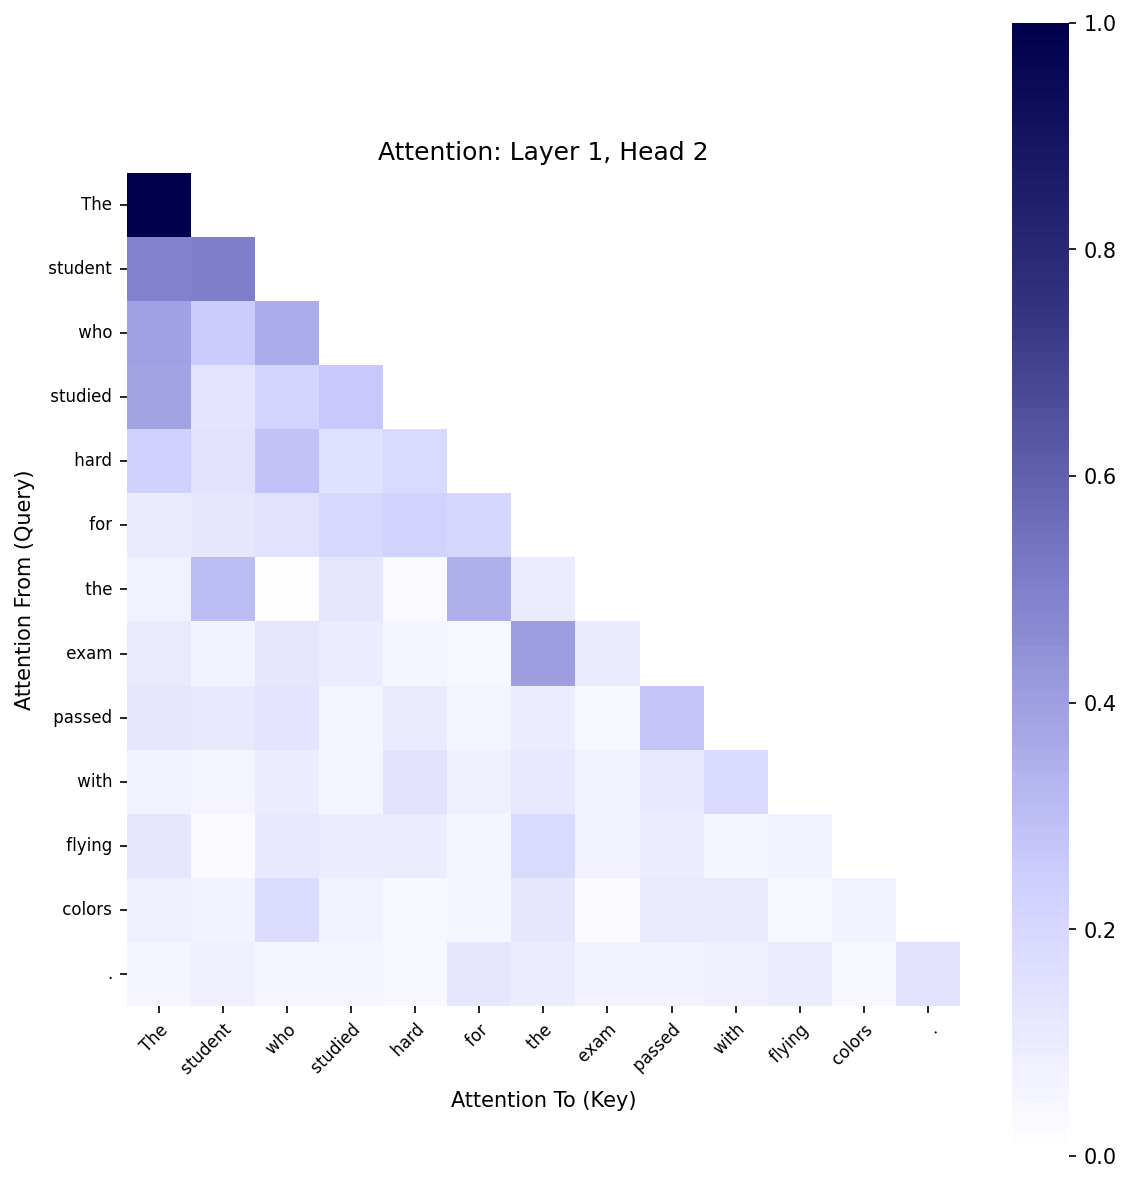 Attention: Layer 1, Head 2
The
student
who
studied
hard
for
the
exam
passed
with
flying
colors
.
Attention From (Query)
The
student
who
studied
hard
for
the
exam
passed
with
flying
colors
.
Attention To (Key)
1.0
0.8
0.6
0.4
0.2
0.0